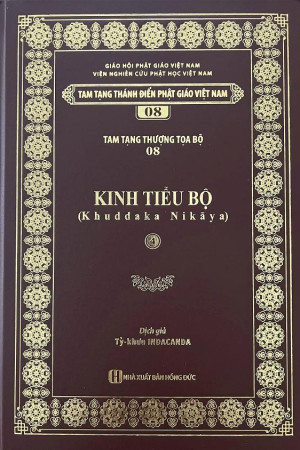 GIÁO HỘI PHẬT GIÁO VIỆT NAM
VIỆN NGHIÊN CỨU PHẬT HỌC VIỆT NAM
TAM TẠNG THÁNH ĐIỂN PHẬT GIÁO VIỆT NAM
08
TAM TẠNG THƯỢNG TỌA BỘ
08
KINH TIỂU BỘ
(Khuddaka Nikāya)
Dịch giả
Tỳ-khưu INDACANDA
NHÀ XUẤT BẢN HỒNG ĐỨC